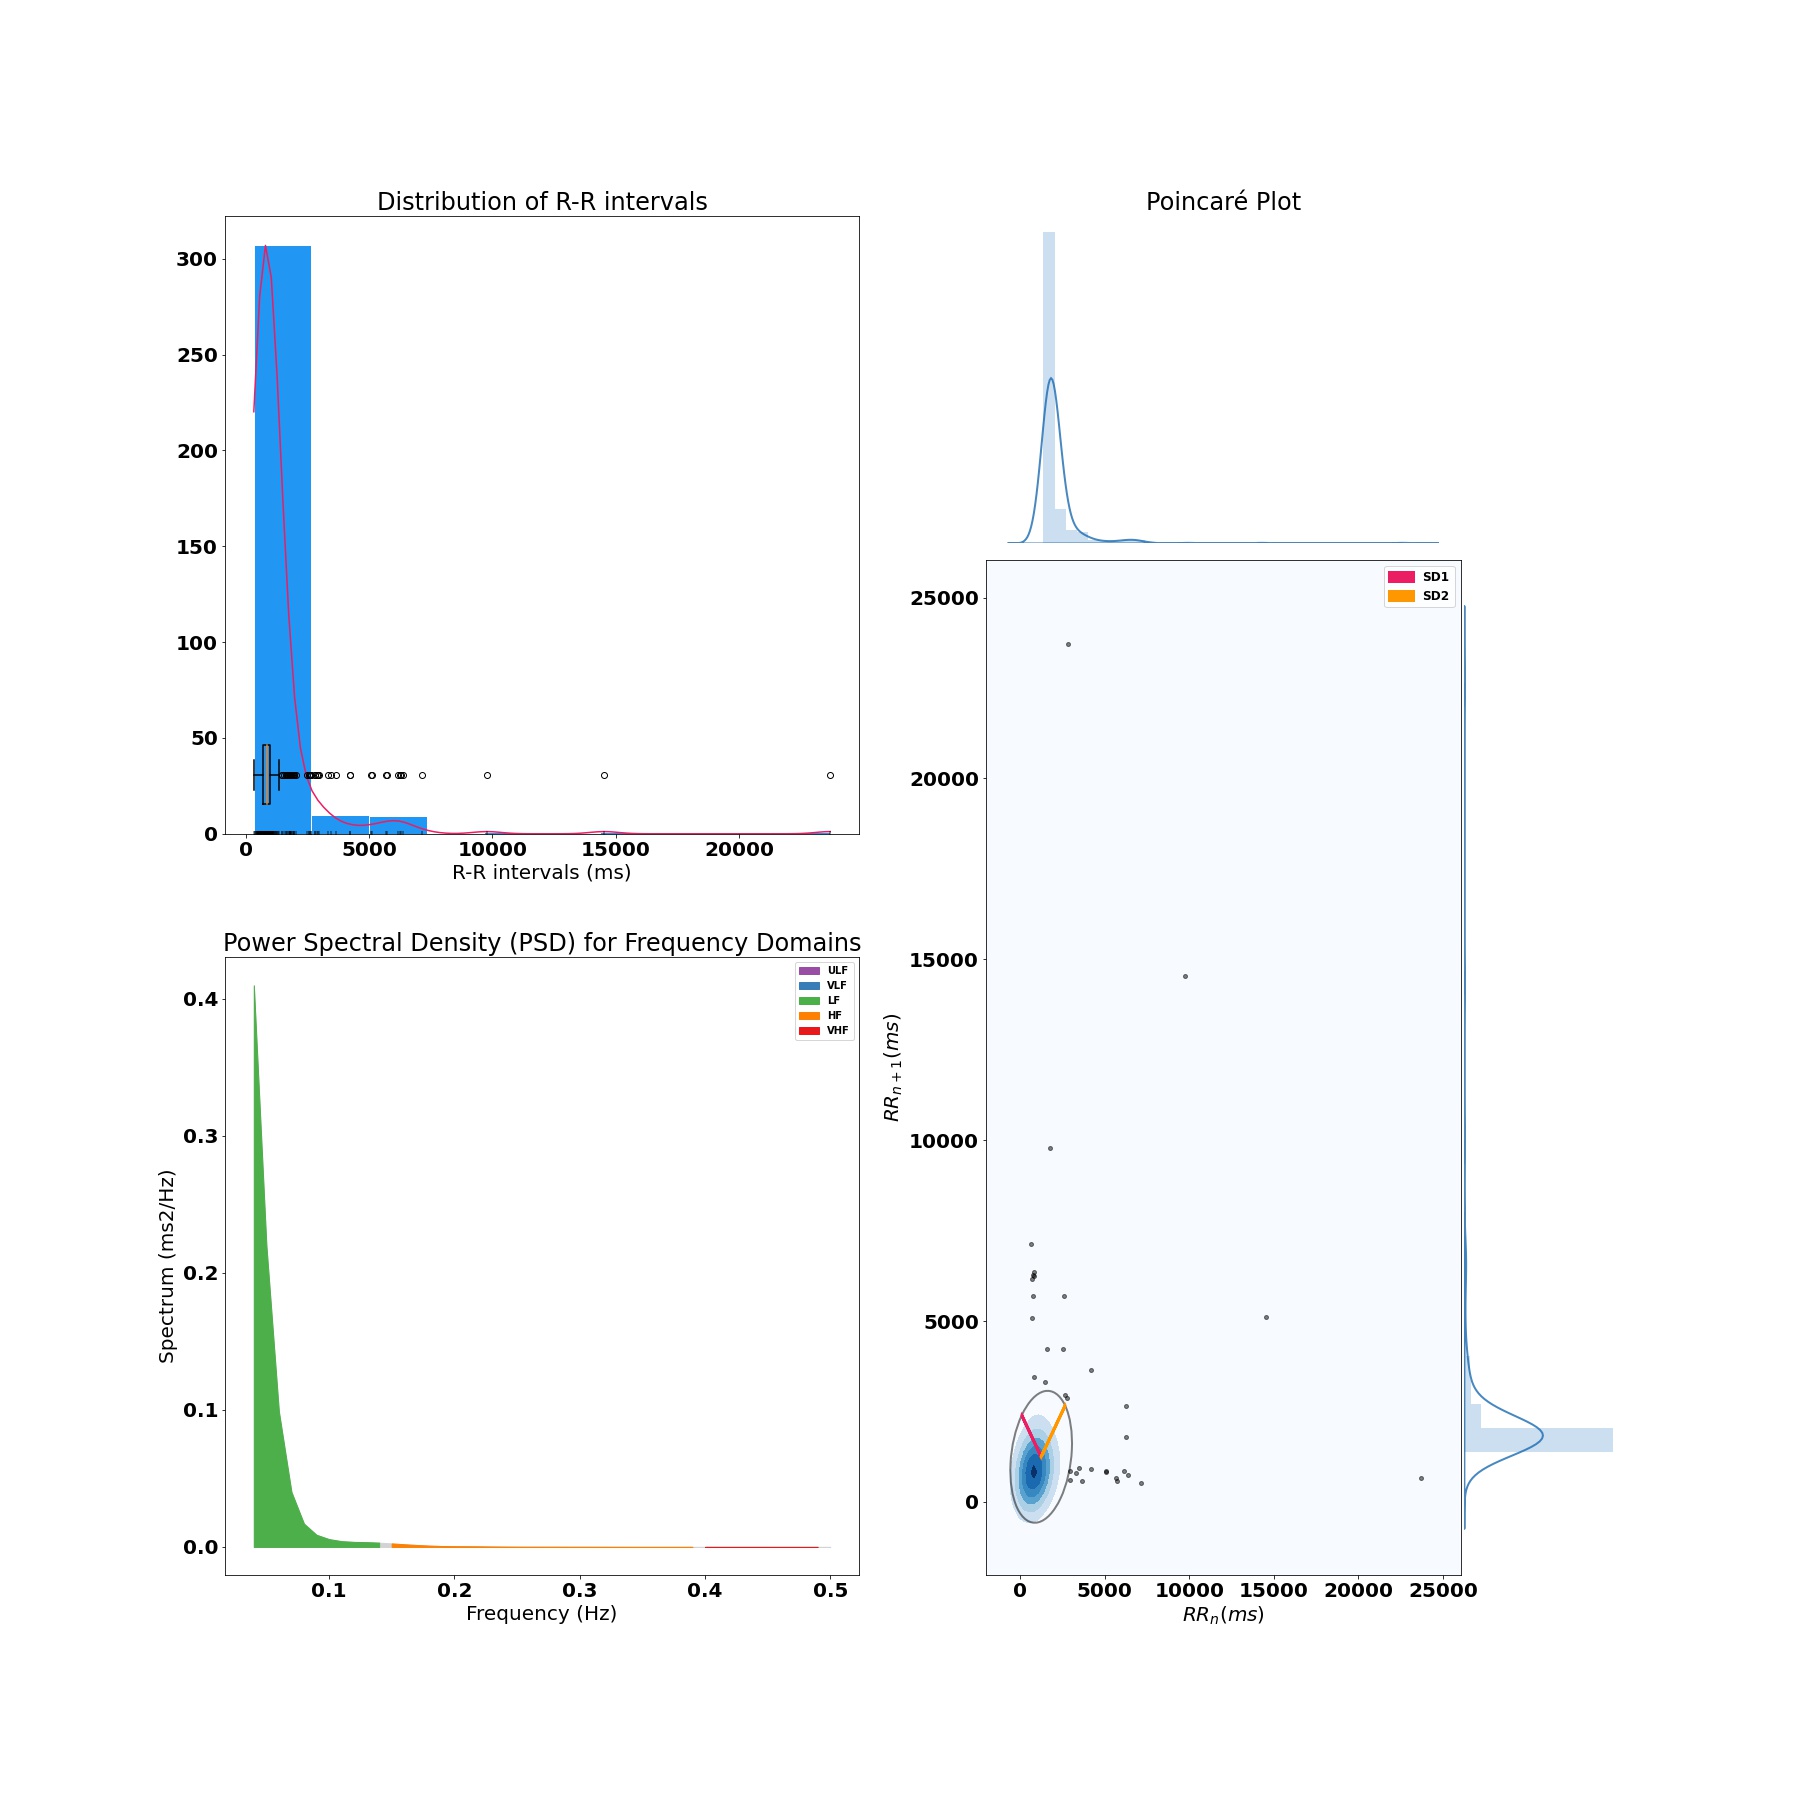 Distribution of R-R intervals
300
250
200
150
100
50
0
0 5000 10000 15000 20000
R-R intervals (ms)
Power Spectral Density (PSD) for Frequency Domains
ULF
VLF
LF
HF
VHF
Spectrum (ms2/Hz)
0.4
0.3
0.2
0.1
0.0
0.1 0.2 0.3 0.4 0.5
Frequency (Hz)
Poincaré Plot
SD1
SD2
RRn+1(ms)
25000
20000
15000
10000
5000
0
0 5000 10000 15000 20000 25000
RRn(ms)